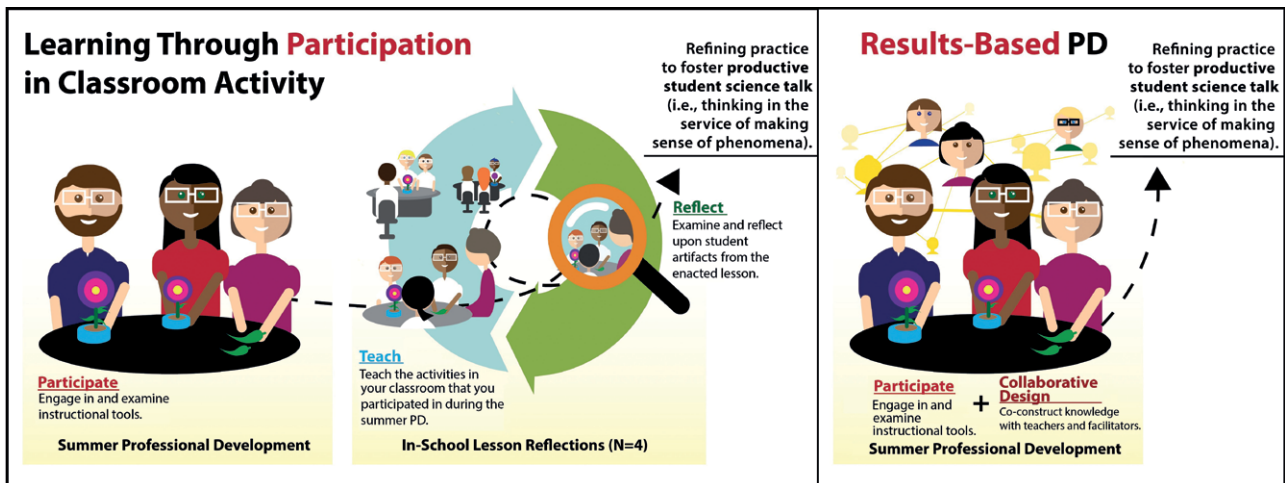 Learning Through Participation
in Classroom Activity
Refining practice
to foster productive
student science talk
(i.e., thinking in the
service of making
sense of phenomena).
Reflect
Examine and reflect
upon student
artifacts from the
enacted lesson.
Teach
Teach the activities in
your classroom that you
participated in during the
summer PD.
Participate
Engage in and examine
instructional tools.
Summer Professional Development
In-School Lesson Reflections (N=4)
Results-Based PD
Refining practice
to foster productive
student science talk
(i.e., thinking in the
service of making
sense of phenomena).
Participate
Engage in and
examine
instructional tools.
+
Collaborative
Design
Co-construct knowledge
with teachers and facilitators.
Summer Professional Development